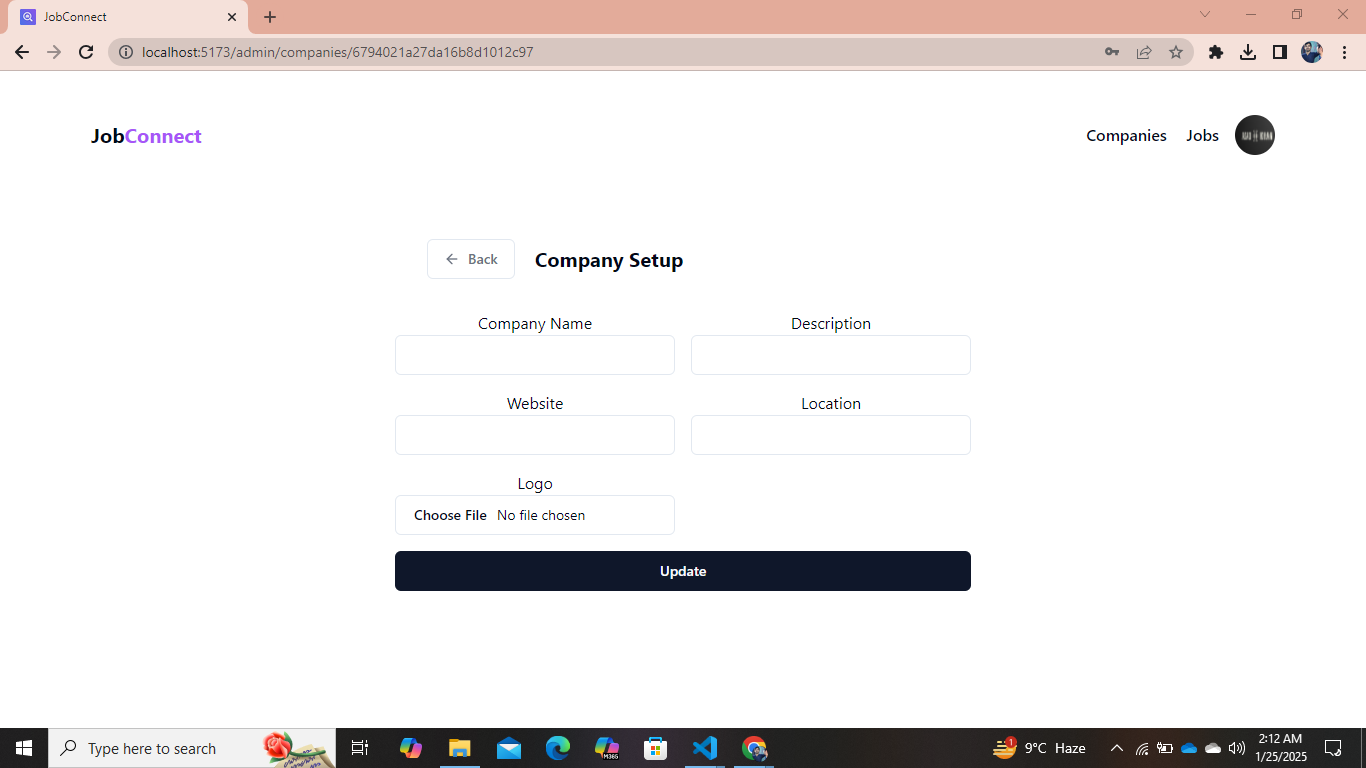 JobConnect
localhost:5173/admin/companies/6794021a27da16b8d1012c97
JobConnect
Companies Jobs
Back
Company Setup
Company Name
Description
Website
Location
Logo
Choose File No file chosen
Update
Type here to search
M365
1
9°C Haze
2:12 AM
1/25/2025